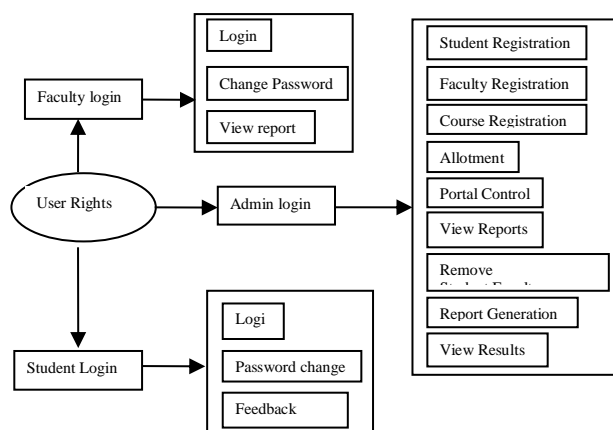 Login
Student Registration
Faculty login
Change Password
Faculty Registration
View report
Course Registration
Allotment
User Rights
Admin login
Portal Control
View Reports
Remove
Logi
Report Generation
Student Login
Password change
View Results
Feedback